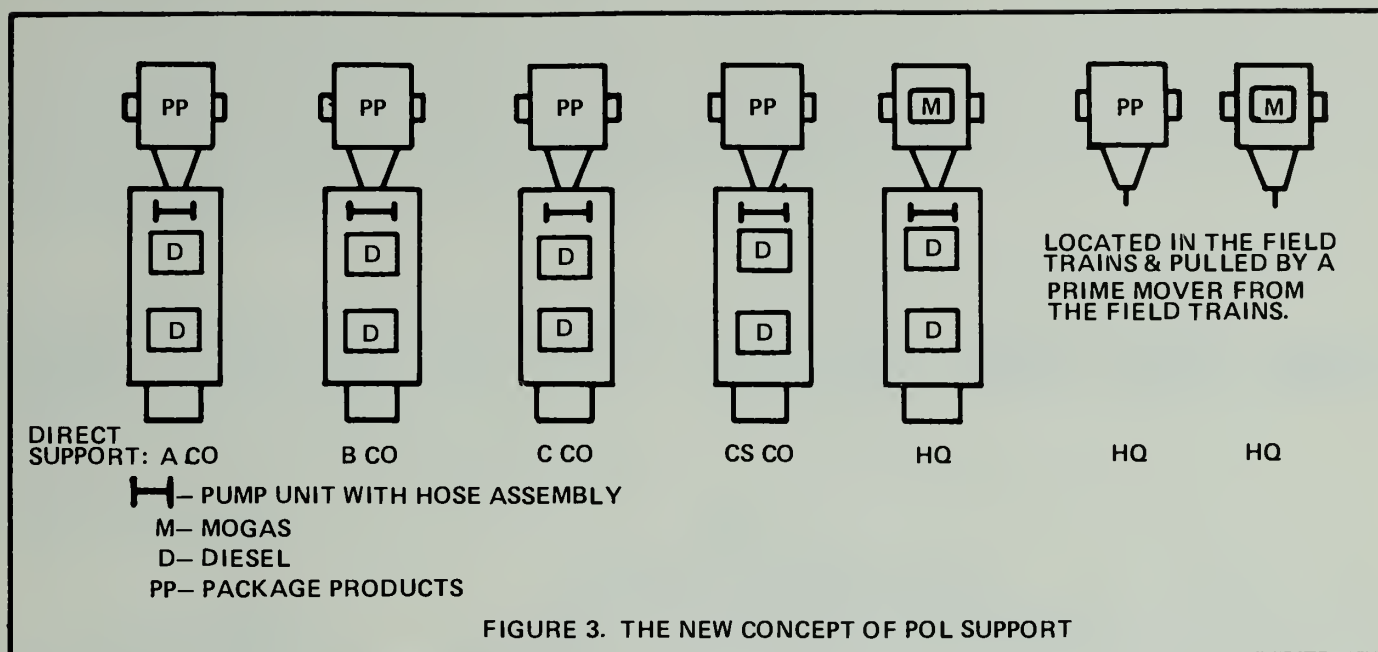 PP PP PP PP M PP M
D D D D D
D D D D D
LOCATED IN THE FIELD
TRAINS & PULLED BY A
PRIME MOVER FROM
THE FIELD TRAINS.
DIRECT
SUPPORT: A CO B CO C CO CS CO HQ HQ HQ
– PUMP UNIT WITH HOSE ASSEMBLY
M– MOGAS
D– DIESEL
PP– PACKAGE PRODUCTS
FIGURE 3. THE NEW CONCEPT OF POL SUPPORT